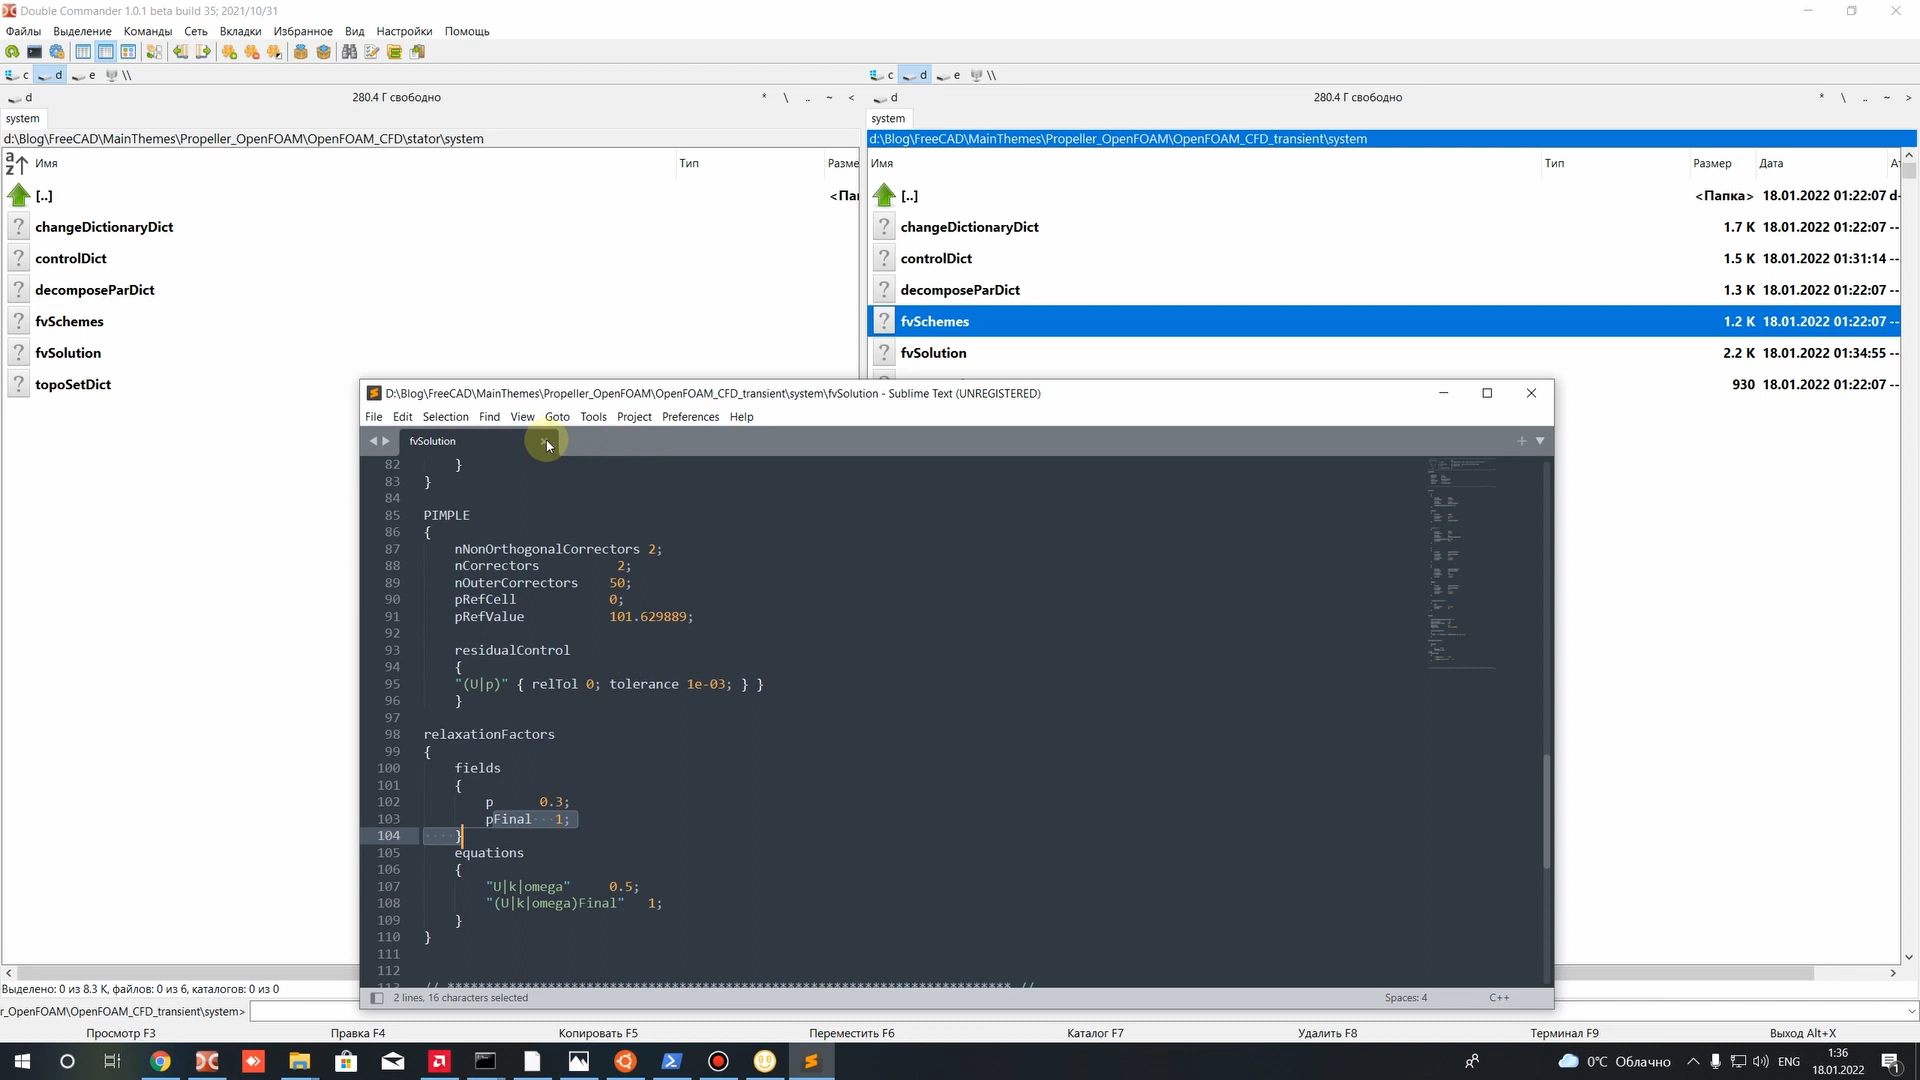 Double Commander 1.0.1 beta build 35; 2021/10/31
Файлы Выделение Команды Сеть Вкладки Избранное Вид Настройки Помощь
c d e \\ c d e \\
d 280.4 Г свободно * \ .. ~ < d 280.4 Г свободно * \ .. ~ >
system system
d:\Blog\FreeCAD\MainThemes\Propeller_OpenFOAM\OpenFOAM_CFD\stator\system d:\Blog\FreeCAD\MainThemes\Propeller_OpenFOAM\OpenFOAM_CFD_transient\system
Имя Тип Разме Имя Тип Размер Дата
[..] <Пап [..] <Папка> 18.01.2022 01:22:07 d-
changeDictionaryDict changeDictionaryDict 1.7 K 18.01.2022 01:22:07 --
controlDict controlDict 1.5 K 18.01.2022 01:31:14 --
decomposeParDict decomposeParDict 1.3 K 18.01.2022 01:22:07 --
fvSchemes fvSchemes 1.2 K 18.01.2022 01:22:07 --
fvSolution fvSolution 2.2 K 18.01.2022 01:34:55 --
topoSetDict 930 18.01.2022 01:22:07 --
D:\Blog\FreeCAD\MainThemes\Propeller_OpenFOAM\OpenFOAM_CFD_transient\system\fvSolution - Sublime Text (UNREGISTERED)
File Edit Selection Find View Goto Tools Project Preferences Help
fvSolution
82 }
83 }
84
85 PIMPLE
86 {
87 nNonOrthogonalCorrectors 2;
88 nCorrectors 2;
89 nOuterCorrectors 50;
90 pRefCell 0;
91 pRefValue 101.629889;
92
93 residualControl
94 {
95 "(U|p)" { relTol 0; tolerance 1e-03; } }
96 }
97
98 relaxationFactors
99 {
100 fields
101 {
102 p 0.3;
103 pFinal 1;
104 }
105 equations
106 {
107 "U|k|omega" 0.5;
108 "(U|k|omega)Final" 1;
109 }
110 }
111
112
2 lines, 16 characters selected Spaces: 4 C++
Выделено: 0 из 8.3 K, файлов: 0 из 6, каталогов: 0 из 0
r_OpenFOAM\OpenFOAM_CFD_transient\system>
Просмотр F3 Правка F4 Копировать F5 Переместить F6 Каталог F7 Удалить F8 Терминал F9 Выход Alt+X
0°C Облачно ENG 1:36
18.01.2022